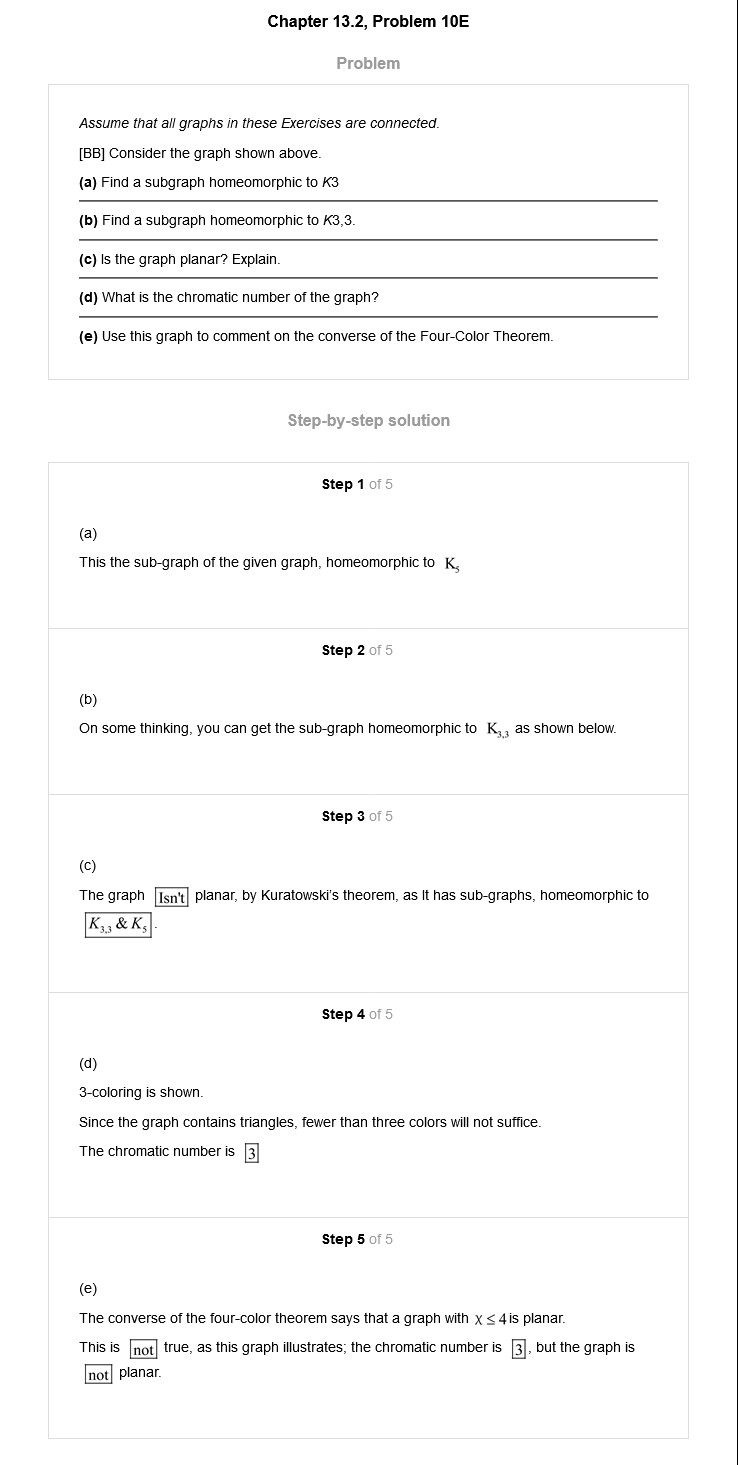 Chapter 13.2, Problem 10E
Problem
Assume that all graphs in these Exercises are connected.
[BB] Consider the graph shown above.
(a) Find a subgraph homeomorphic to K3
(b) Find a subgraph homeomorphic to K3,3.
(c) Is the graph planar? Explain.
(d) What is the chromatic number of the graph?
(e) Use this graph to comment on the converse of the Four-Color Theorem.
Step-by-step solution
Step 1 of 5
(a)
This the sub-graph of the given graph, homeomorphic to K₅
Step 2 of 5
(b)
On some thinking, you can get the sub-graph homeomorphic to K₃,₃ as shown below.
Step 3 of 5
(c)
The graph Isn't planar, by Kuratowski's theorem, as It has sub-graphs, homeomorphic to
K₃,₃ & K₅.
Step 4 of 5
(d)
3-coloring is shown.
Since the graph contains triangles, fewer than three colors will not suffice.
The chromatic number is 3
Step 5 of 5
(e)
The converse of the four-color theorem says that a graph with χ ≤ 4 is planar.
This is not true, as this graph illustrates; the chromatic number is 3, but the graph is
not planar.